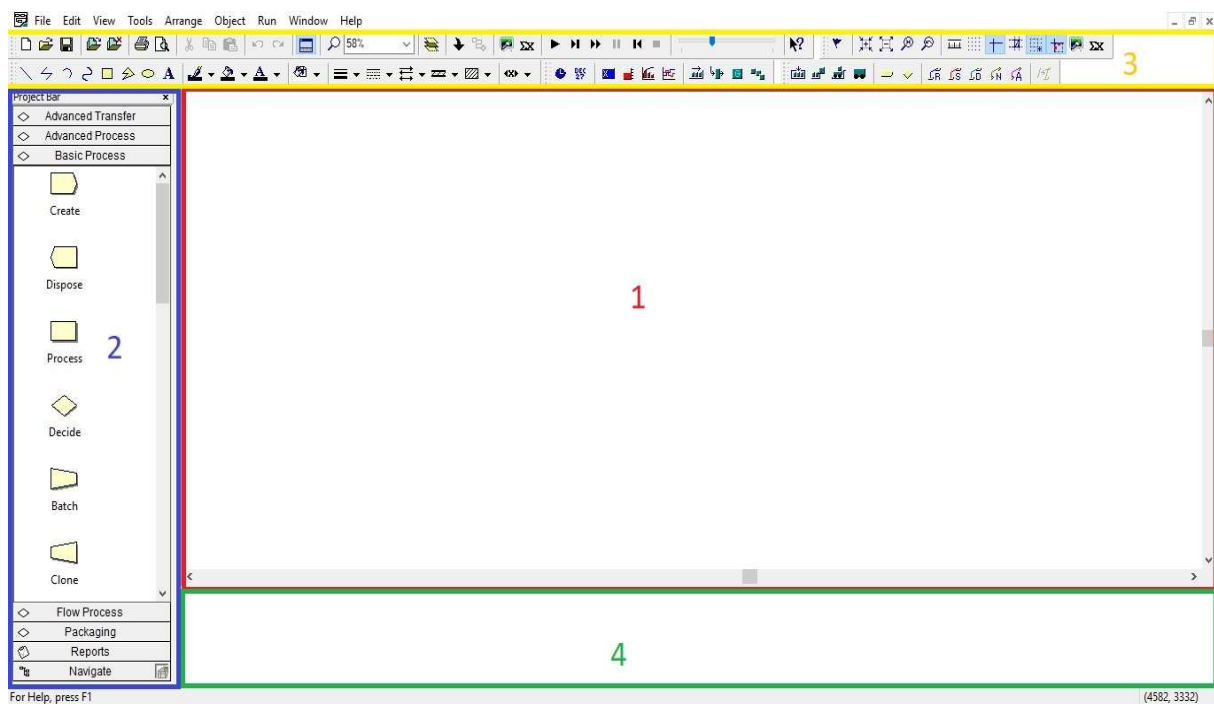 File Edit View Tools Arrange Object Run Window Help
58%
3
Project Bar
Advanced Transfer
Advanced Process
Basic Process
Create
Dispose
Process
2
Decide
Batch
Clone
1
Flow Process
Packaging
Reports
Navigate
4
For Help, press F1
(4582, 3332)